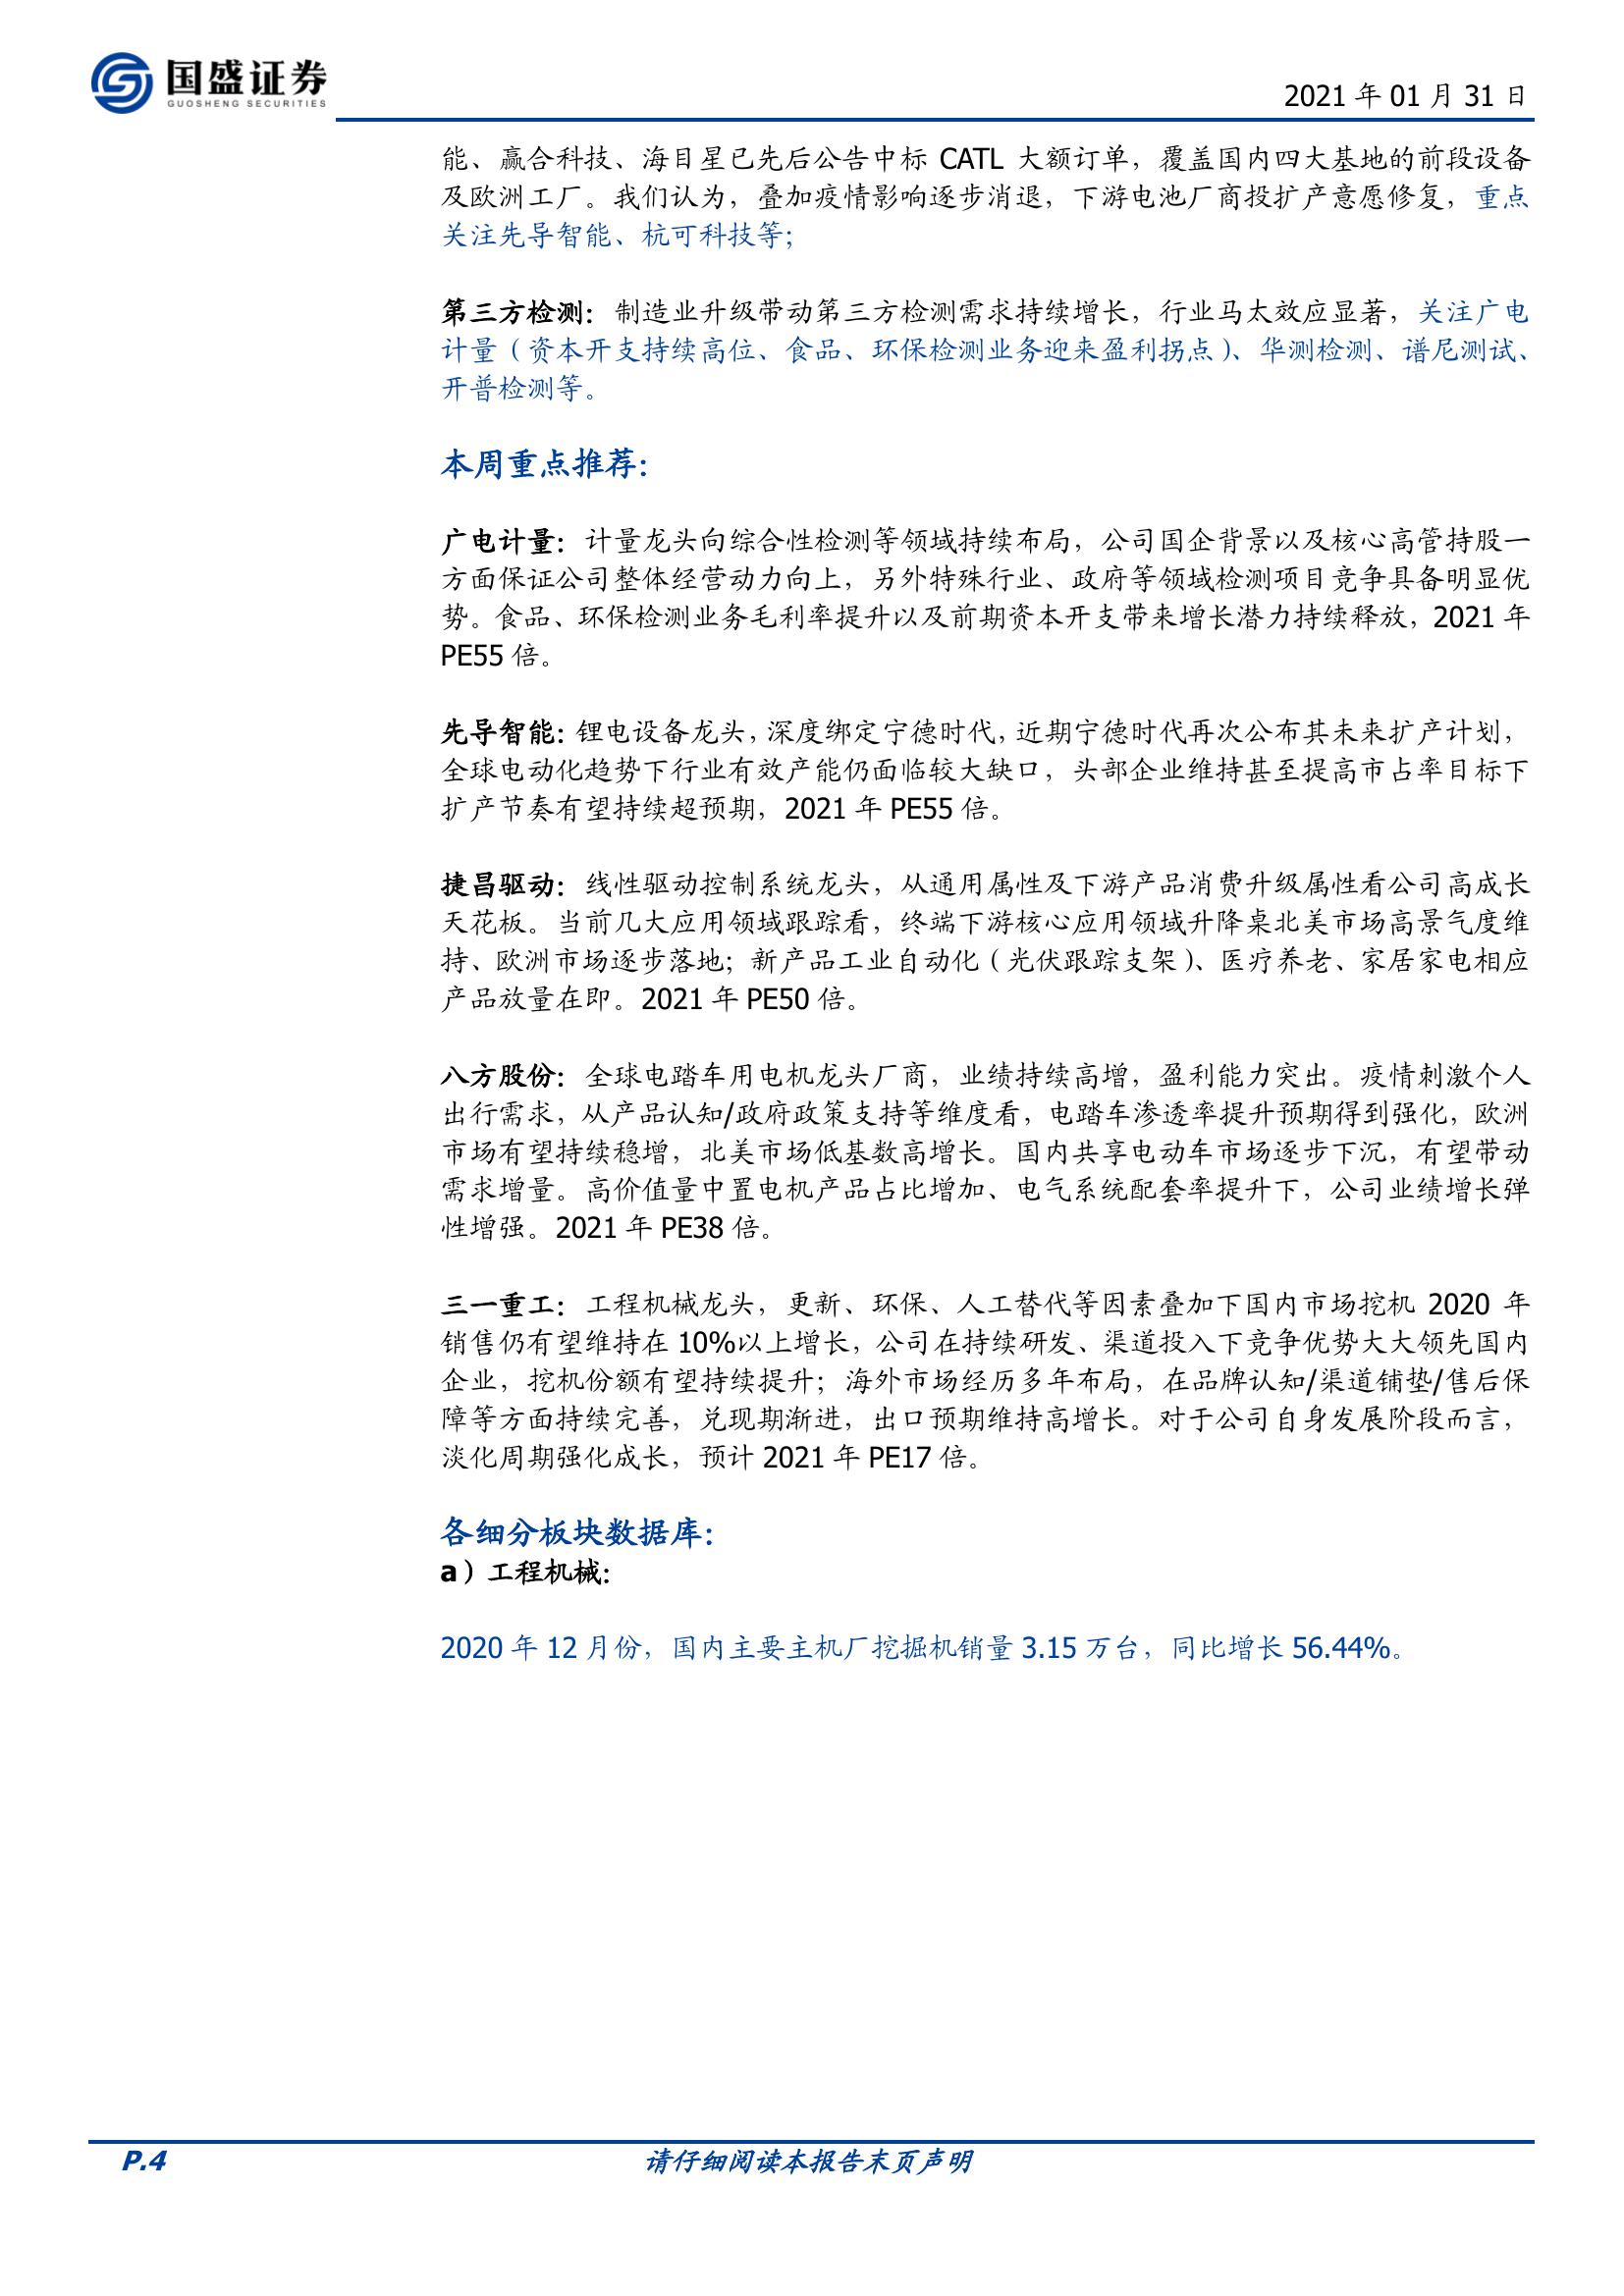 国盛证券
GUOSHENG SECURITIES
2021 年 01 月 31 日
能、赢合科技、海目星已先后公告中标 CATL 大额订单，覆盖国内四大基地的前段设备
及欧洲工厂。我们认为，叠加疫情影响逐步消退，下游电池厂商投扩产意愿修复，重点
关注先导智能、杭可科技等；
第三方检测：制造业升级带动第三方检测需求持续增长，行业马太效应显著，关注广电
计量（资本开支持续高位、食品、环保检测业务迎来盈利拐点）、华测检测、谱尼测试、
开普检测等。
本周重点推荐：
广电计量：计量龙头向综合性检测等领域持续布局，公司国企背景以及核心高管持股一
方面保证公司整体经营动力向上，另外特殊行业、政府等领域检测项目竞争具备明显优
势。食品、环保检测业务毛利率提升以及前期资本开支带来增长潜力持续释放，2021 年
PE55 倍。
先导智能：锂电设备龙头，深度绑定宁德时代，近期宁德时代再次公布其未来扩产计划，
全球电动化趋势下行业有效产能仍面临较大缺口，头部企业维持甚至提高市占率目标下
扩产节奏有望持续超预期，2021 年 PE55 倍。
捷昌驱动：线性驱动控制系统龙头，从通用属性及下游产品消费升级属性看公司高成长
天花板。当前几大应用领域跟踪看，终端下游核心应用领域升降桌北美市场高景气度维
持、欧洲市场逐步落地；新产品工业自动化（光伏跟踪支架）、医疗养老、家居家电相应
产品放量在即。2021 年 PE50 倍。
八方股份：全球电踏车用电机龙头厂商，业绩持续高增，盈利能力突出。疫情刺激个人
出行需求，从产品认知/政府政策支持等维度看，电踏车渗透率提升预期得到强化，欧洲
市场有望持续稳增，北美市场低基数高增长。国内共享电动车市场逐步下沉，有望带动
需求增量。高价值量中置电机产品占比增加、电气系统配套率提升下，公司业绩增长弹
性增强。2021 年 PE38 倍。
三一重工：工程机械龙头，更新、环保、人工替代等因素叠加下国内市场挖机 2020 年
销售仍有望维持在 10%以上增长，公司在持续研发、渠道投入下竞争优势大大领先国内
企业，挖机份额有望持续提升；海外市场经历多年布局，在品牌认知/渠道铺垫/售后保
障等方面持续完善，兑现期渐进，出口预期维持高增长。对于公司自身发展阶段而言，
淡化周期强化成长，预计 2021 年 PE17 倍。
各细分板块数据库：
a）工程机械：
2020 年 12 月份，国内主要主机厂挖掘机销量 3.15 万台，同比增长 56.44%。
P.4
请仔细阅读本报告末页声明